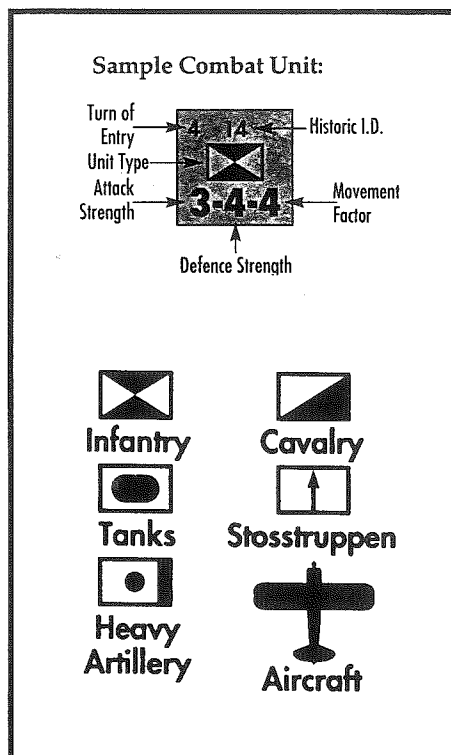 Sample Combat Unit:
Turn of
Entry
4 - 14
Historic I.D.
Unit Type
Attack
Strength
3-4-4
Movement
Factor
Defence Strength
Infantry
Cavalry
Tanks
Stosstruppen
Heavy
Artillery
Aircraft